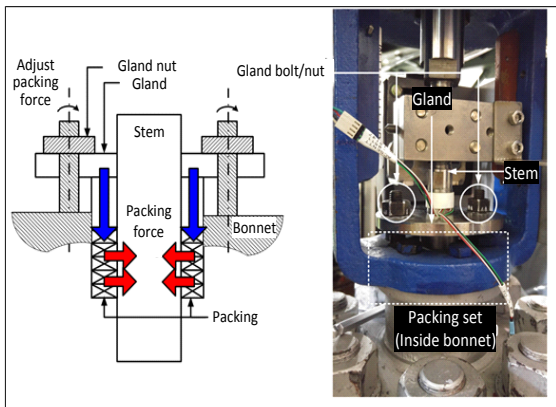 Adjust
packing
force
Gland nut
Gland
Stem
Packing
force
Bonnet
Packing
Gland bolt/nut
Gland
Stem
Packing set
(Inside bonnet)